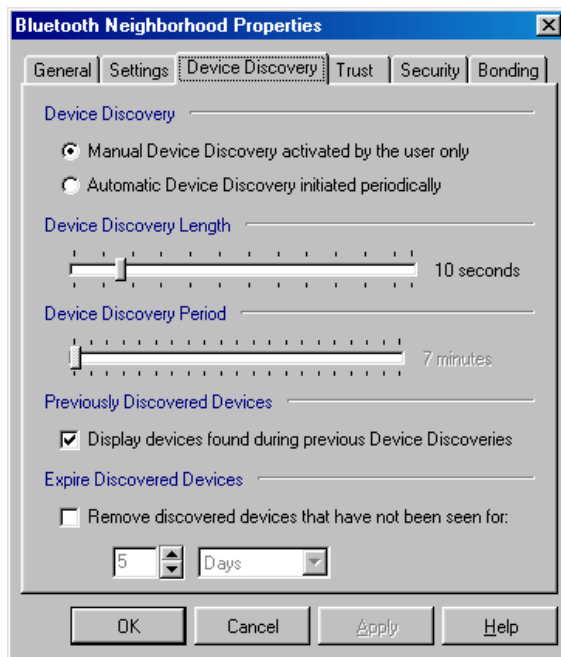 Bluetooth Neighborhood Properties
General Settings Device Discovery Trust Security Bonding
Device Discovery
Manual Device Discovery activated by the user only
Automatic Device Discovery initiated periodically
Device Discovery Length
10 seconds
Device Discovery Period
7 minutes
Previously Discovered Devices
Display devices found during previous Device Discoveries
Expire Discovered Devices
Remove discovered devices that have not been seen for:
5 Days
OK Cancel Apply Help